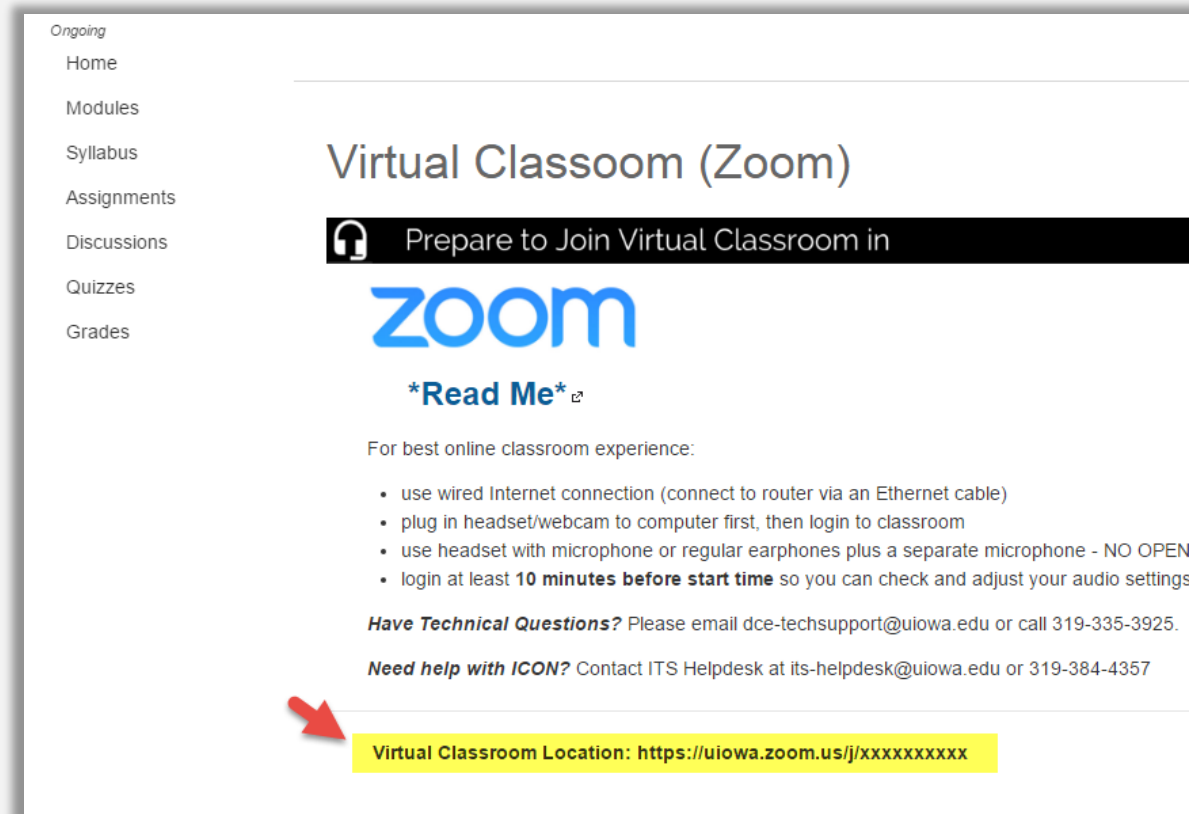 Ongoing
Home
Modules
Syllabus
Assignments
Discussions
Quizzes
Grades
Virtual Classoom (Zoom)
Prepare to Join Virtual Classroom in
zoom
*Read Me*
For best online classroom experience:
• use wired Internet connection (connect to router via an Ethernet cable)
• plug in headset/webcam to computer first, then login to classroom
• use headset with microphone or regular earphones plus a separate microphone - NO OPEN
• login at least 10 minutes before start time so you can check and adjust your audio settings
Have Technical Questions? Please email dce-techsupport@uiowa.edu or call 319-335-3925.
Need help with ICON? Contact ITS Helpdesk at its-helpdesk@uiowa.edu or 319-384-4357
Virtual Classroom Location: https://uiowa.zoom.us/j/xxxxxxxxxx